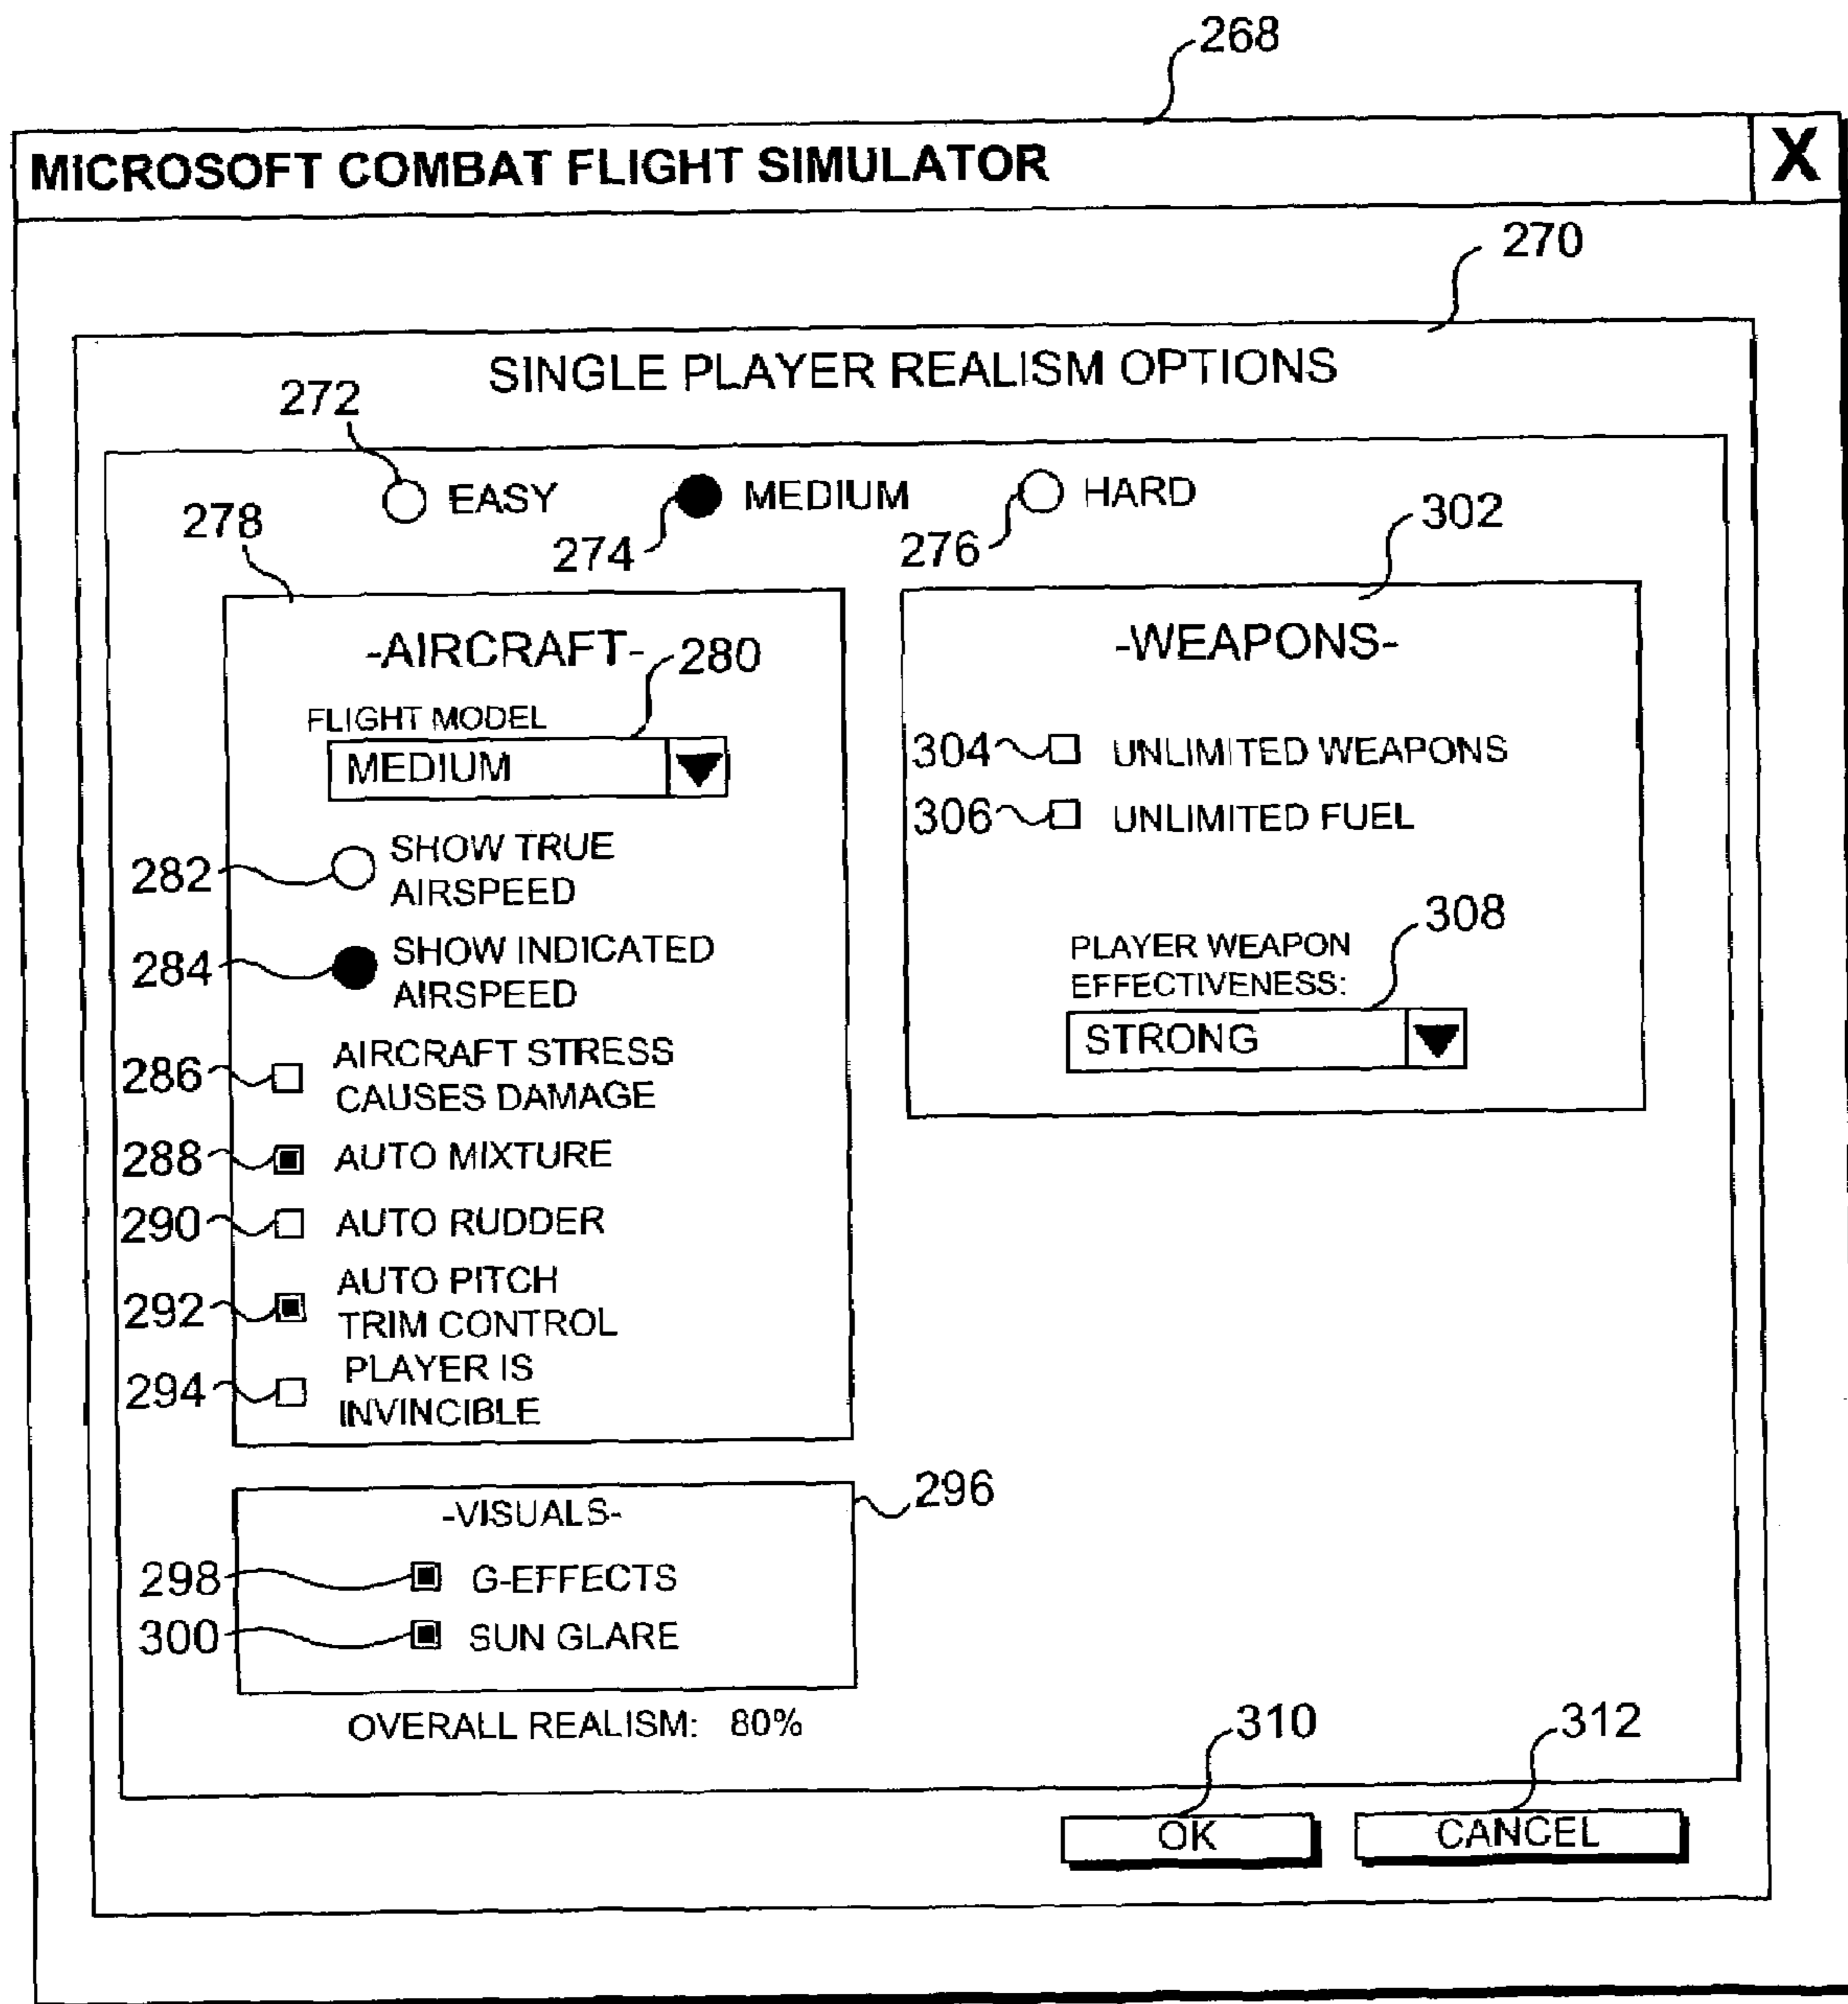 268
MICROSOFT COMBAT FLIGHT SIMULATOR X
270
SINGLE PLAYER REALISM OPTIONS
272
EASY MEDIUM HARD
278 274 276 302
-AIRCRAFT- 280
FLIGHT MODEL
MEDIUM
282 SHOW TRUE
AIRSPEED
284 SHOW INDICATED
AIRSPEED
286 AIRCRAFT STRESS
CAUSES DAMAGE
288 AUTO MIXTURE
290 AUTO RUDDER
292 AUTO PITCH
TRIM CONTROL
294 PLAYER IS
INVINCIBLE
-WEAPONS-
304 UNLIMITED WEAPONS
306 UNLIMITED FUEL
308
PLAYER WEAPON
EFFECTIVENESS:
STRONG
-VISUALS- 296
298 G-EFFECTS
300 SUN GLARE
OVERALL REALISM: 80%
310 312
OK CANCEL